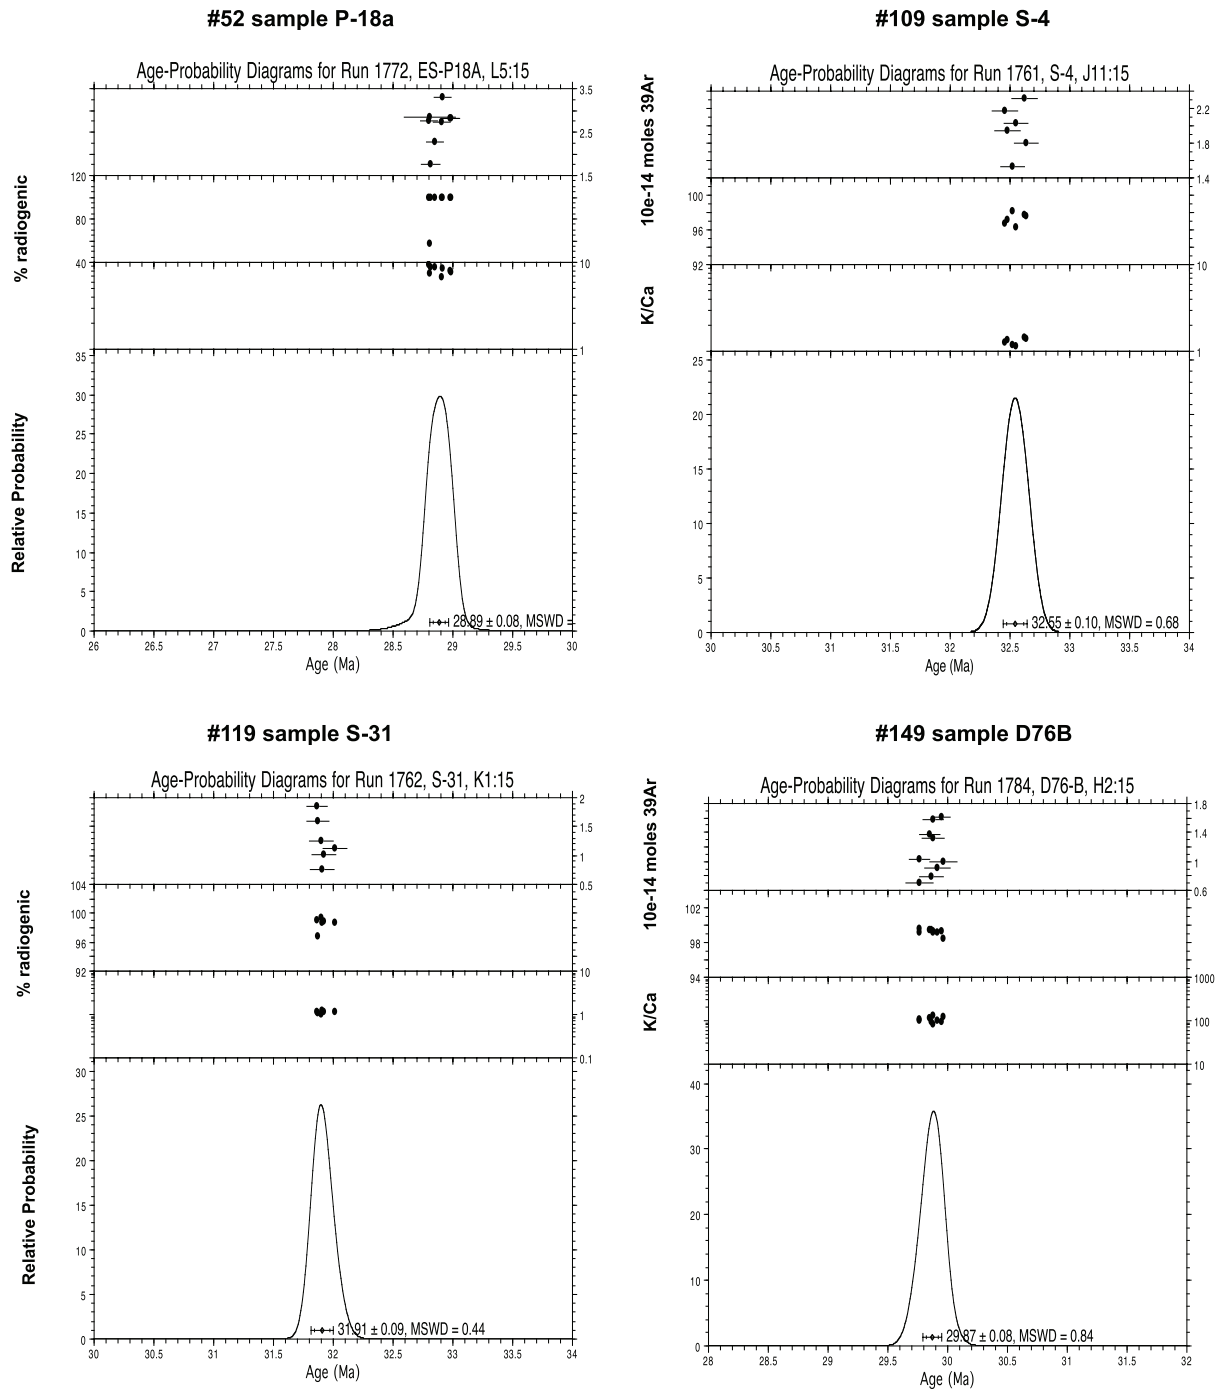 #52 sample P-18a
Age-Probability Diagrams for Run 1772, ES-P18A, L5:15
3.5
2.5
1.5
120
80
40
10
1
% radiogenic
35
30
25
20
15
10
5
0
Relative Probability
28.89 ± 0.08, MSWD =
26 26.5 27 27.5 28 28.5 29 29.5 30
Age (Ma)
#109 sample S-4
Age-Probability Diagrams for Run 1761, S-4, J11:15
10e-14 moles 39Ar
2.2
1.8
1.4
100
96
92
K/Ca
10
1
25
20
15
10
5
0
32.55 ± 0.10, MSWD = 0.68
30 30.5 31 31.5 32 32.5 33 33.5 34
Age (Ma)
#119 sample S-31
Age-Probability Diagrams for Run 1762, S-31, K1:15
2
1.5
1
0.5
104
100
96
92
% radiogenic
10
1
0.1
30
25
20
15
10
5
0
Relative Probability
31.91 ± 0.09, MSWD = 0.44
30 30.5 31 31.5 32 32.5 33 33.5 34
Age (Ma)
#149 sample D76B
Age-Probability Diagrams for Run 1784, D76-B, H2:15
10e-14 moles 39Ar
1.8
1.4
1
0.6
102
98
94
K/Ca
1000
100
10
40
30
20
10
0
29.87 ± 0.08, MSWD = 0.84
28 28.5 29 29.5 30 30.5 31 31.5 32
Age (Ma)